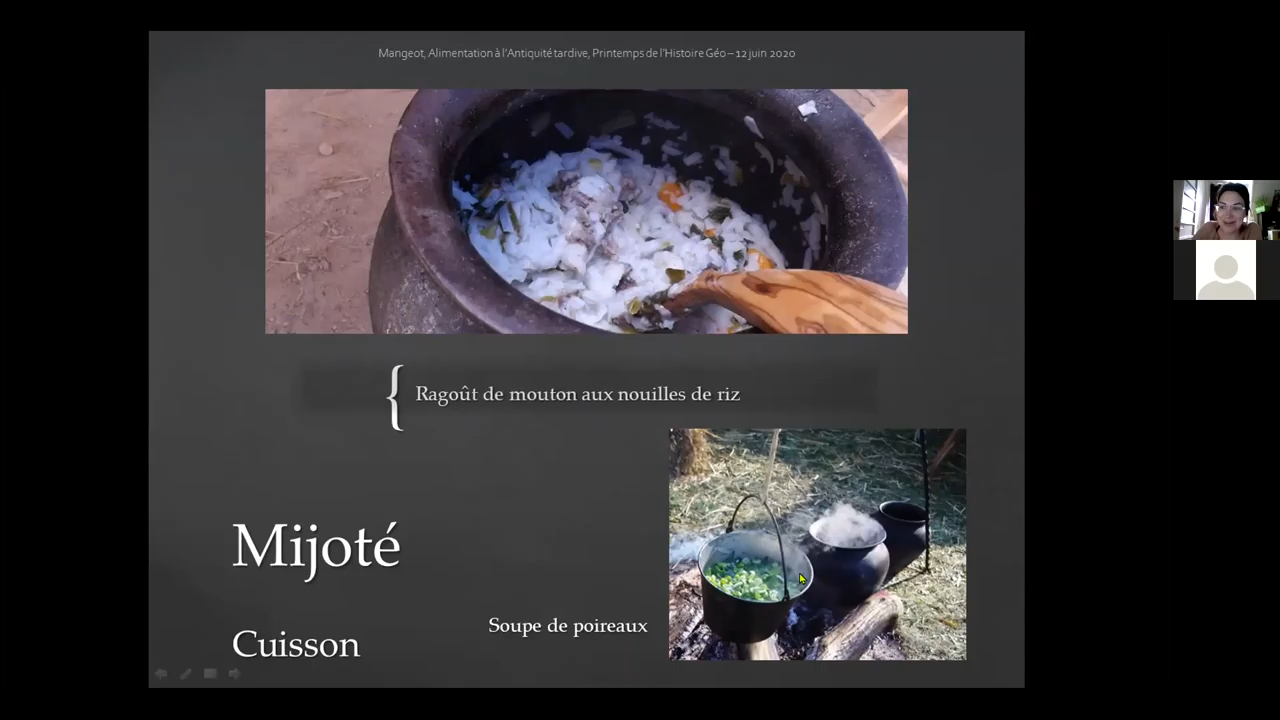 Mangeot, Alimentation à l'Antiquité tardive, Printemps de l'Histoire Géo – 12 juin 2020
Ragoût de mouton aux nouilles de riz
Mijoté
Soupe de poireaux
Cuisson